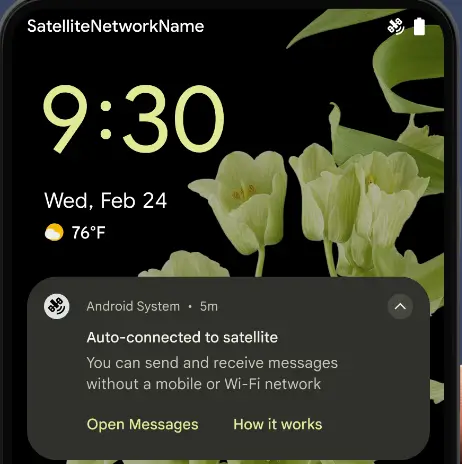 SatelliteNetworkName
9:30
Wed, Feb 24
76°F
Android System • 5m
Auto-connected to satellite
You can send and receive messages
without a mobile or Wi-Fi network
Open Messages How it works